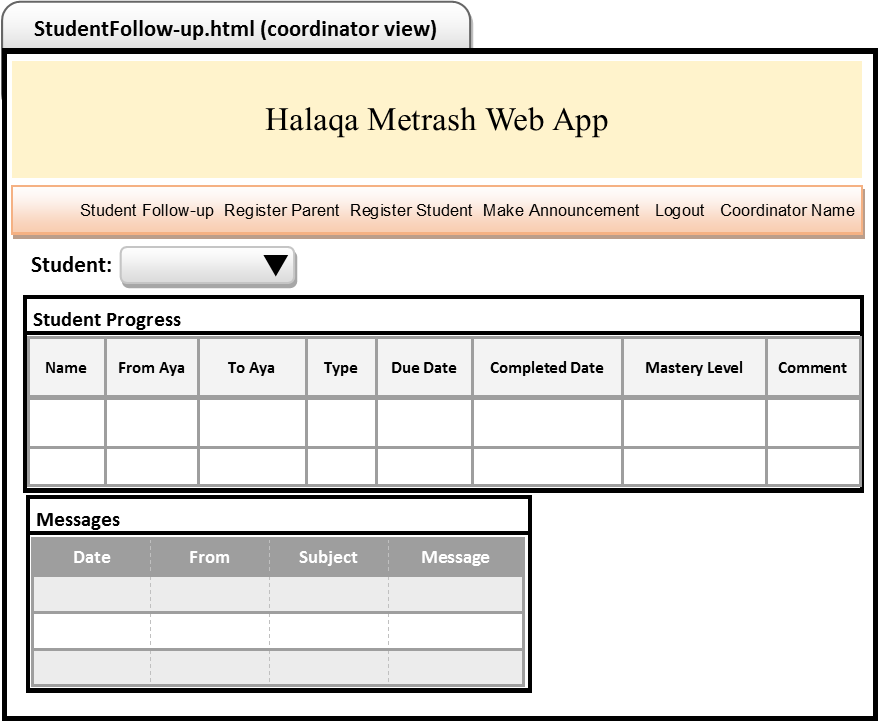 StudentFollow-up.html (coordinator view)
Halaqa Metrash Web App
Student Follow-up Register Parent Register Student Make Announcement Logout Coordinator Name
Student:
Student Progress
Name From Aya To Aya Type Due Date Completed Date Mastery Level Comment
Messages
Date From Subject Message